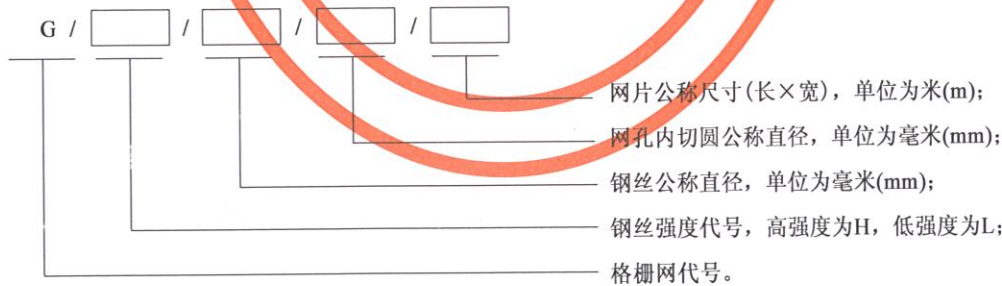 G / / / /
网片公称尺寸(长×宽)，单位为米(m);
网孔内切圆公称直径，单位为毫米(mm);
钢丝公称直径，单位为毫米(mm);
钢丝强度代号，高强度为H，低强度为L;
格栅网代号。